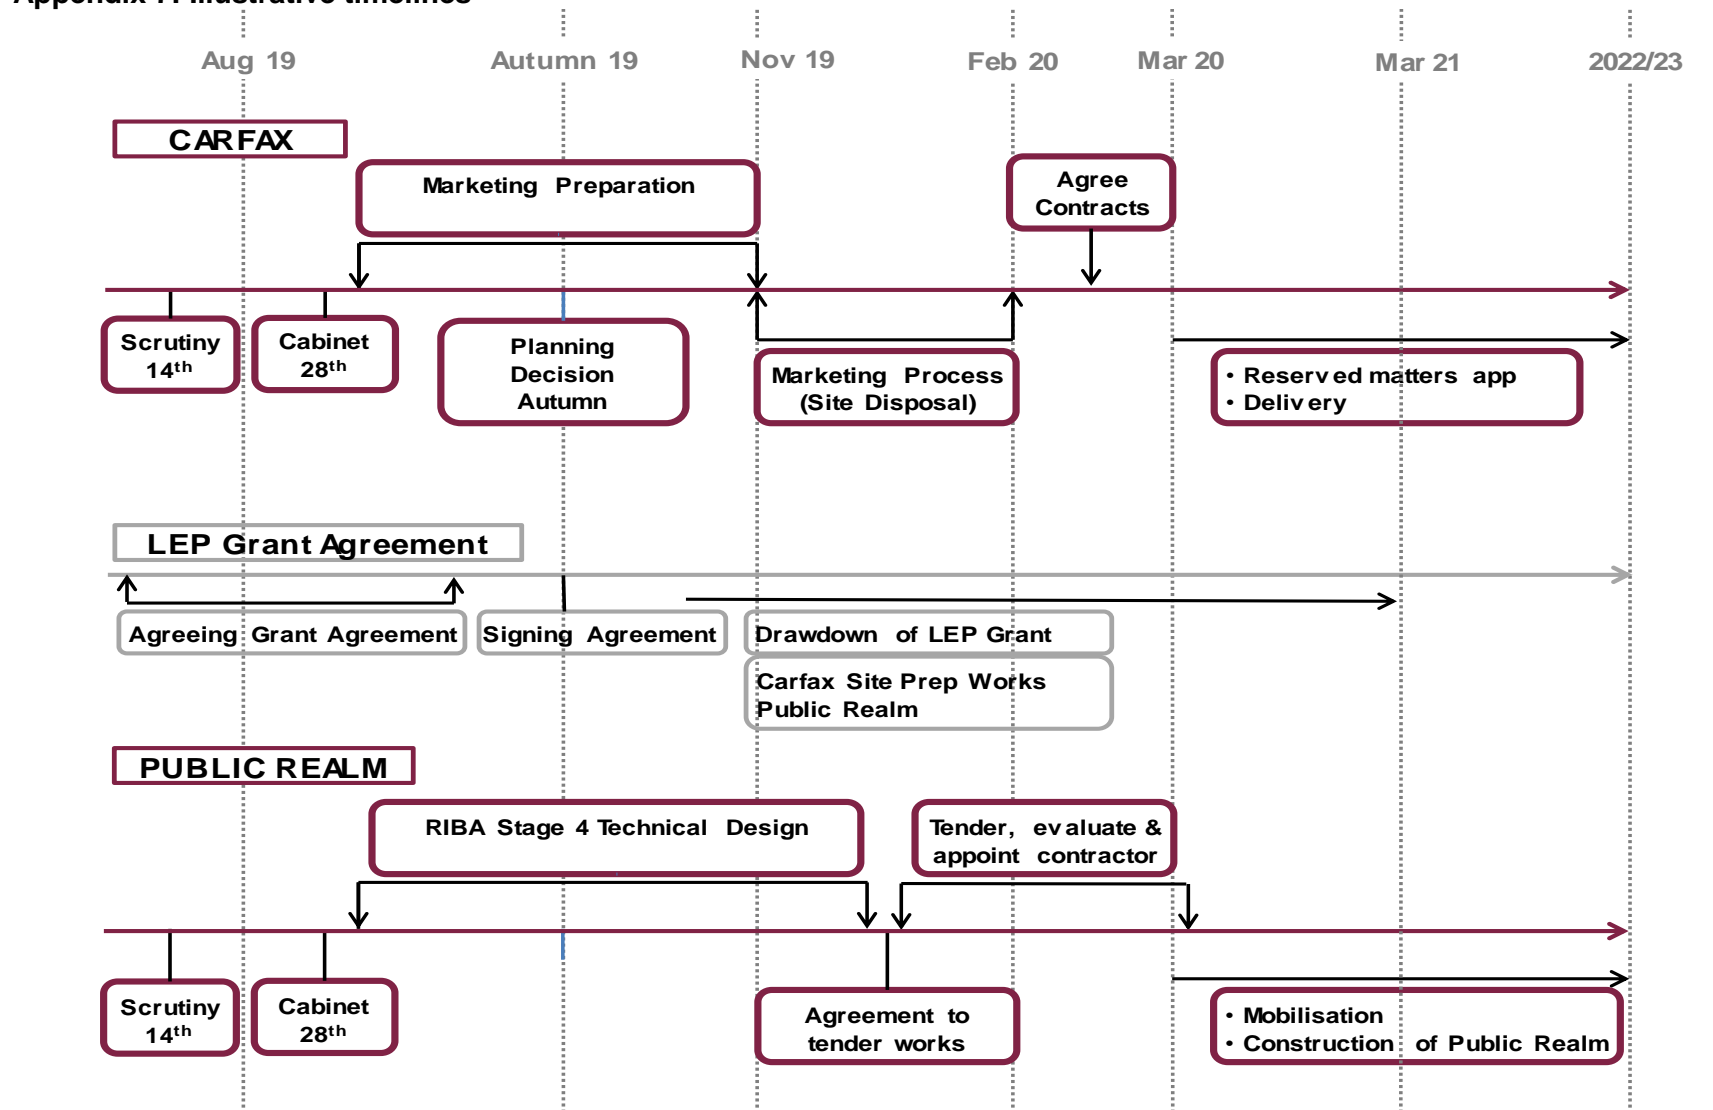 Appendix 7: Illustrative timelines
Aug 19
Autumn 19
Nov 19
Feb 20
Mar 20
Mar 21
2022/23
CARFAX
Marketing Preparation
Agree
Contracts
Scrutiny
14th
Cabinet
28th
Planning
Decision
Autumn
Marketing Process
(Site Disposal)
• Reserved matters app
• Delivery
LEP Grant Agreement
Agreeing Grant Agreement
Signing Agreement
Drawdown of LEP Grant
Carfax Site Prep Works
Public Realm
PUBLIC REALM
RIBA Stage 4 Technical Design
Tender, evaluate &
appoint contractor
Scrutiny
14th
Cabinet
28th
Agreement to
tender works
• Mobilisation
• Construction of Public Realm